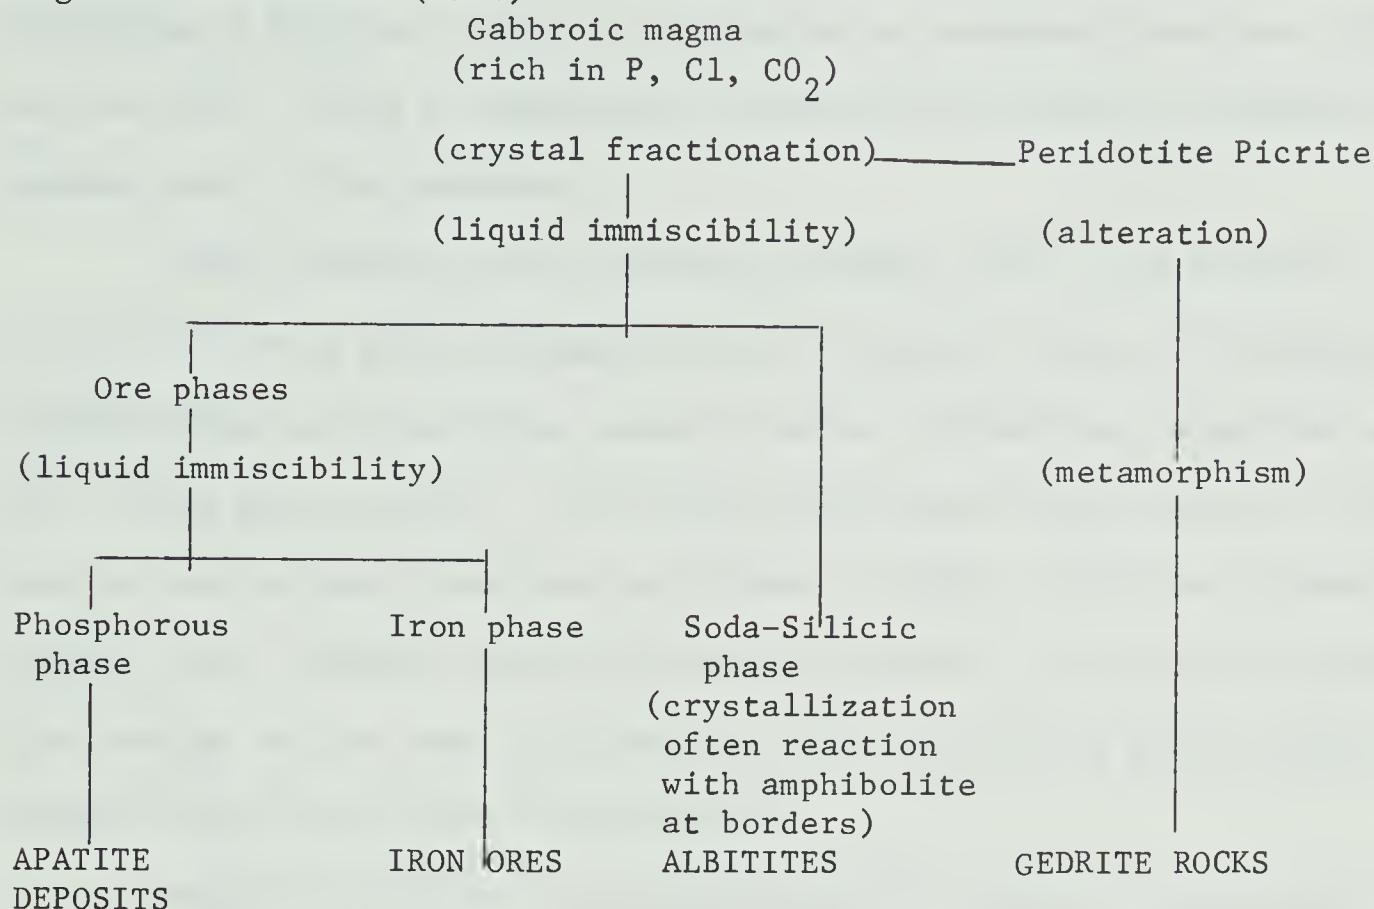 Gabbroic magma
(rich in P, Cl, CO₂)
(crystal fractionation) Peridotite Picrite
(liquid immiscibility) (alteration)
Ore phases
(liquid immiscibility) (metamorphism)
Phosphorous Iron phase Soda-Silicic
phase phase
(crystallization
often reaction
with amphibolite
at borders)
APATITE IRON ORES ALBITITES GEDRITE ROCKS
DEPOSITS